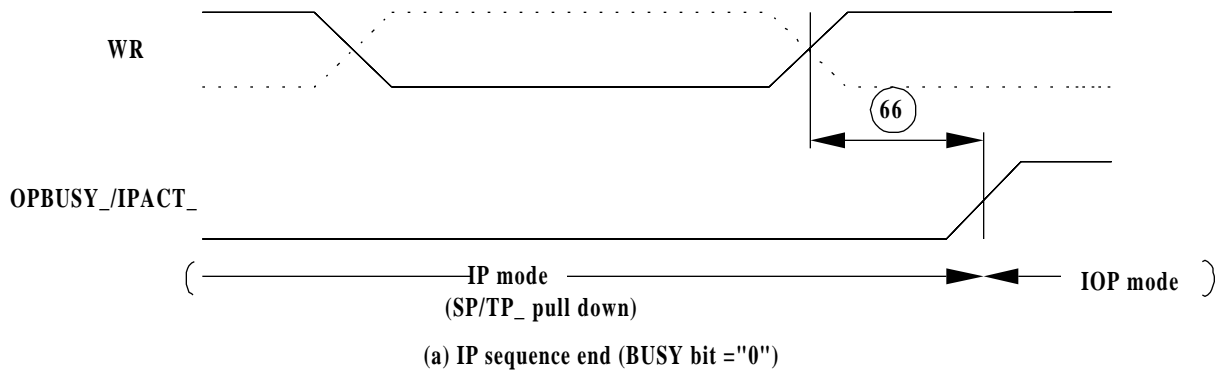 WR
66
OPBUSY_/IPACT_
( IP mode IOP mode )
(SP/TP_ pull down)
(a) IP sequence end (BUSY bit ="0")